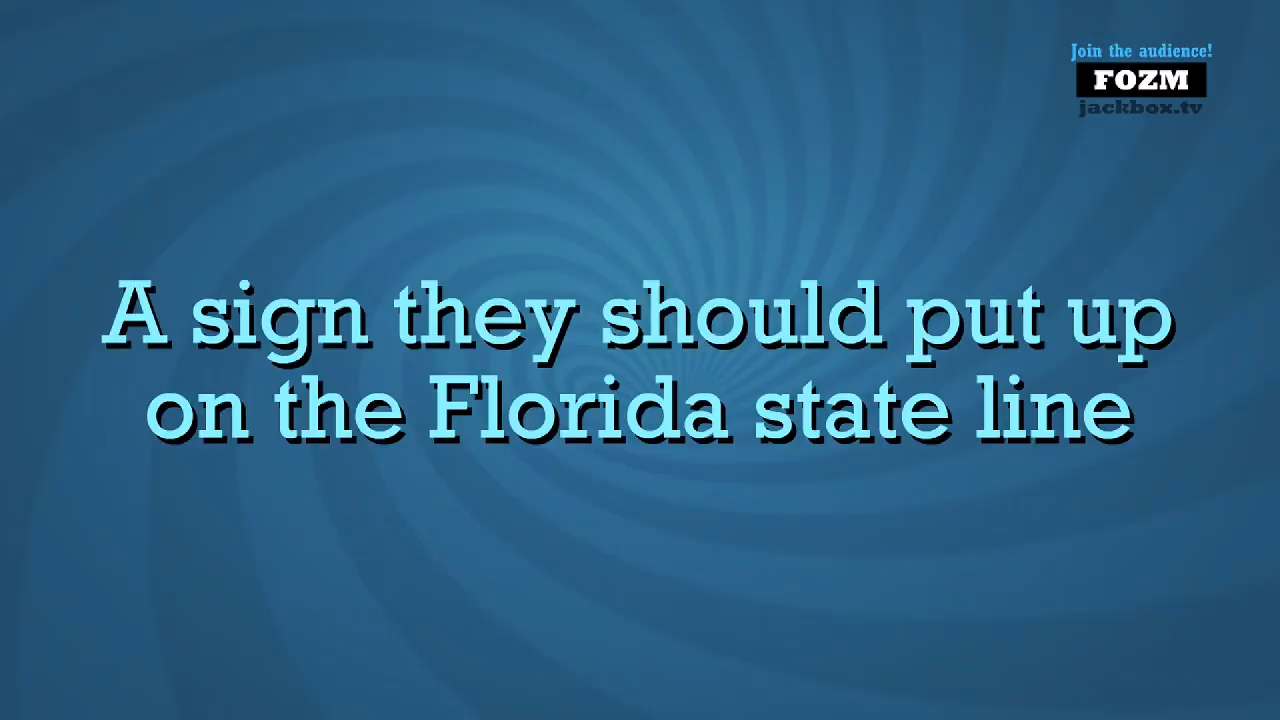 Join the audience!
FOZM
jackbox.tv
A sign they should put up
on the Florida state line